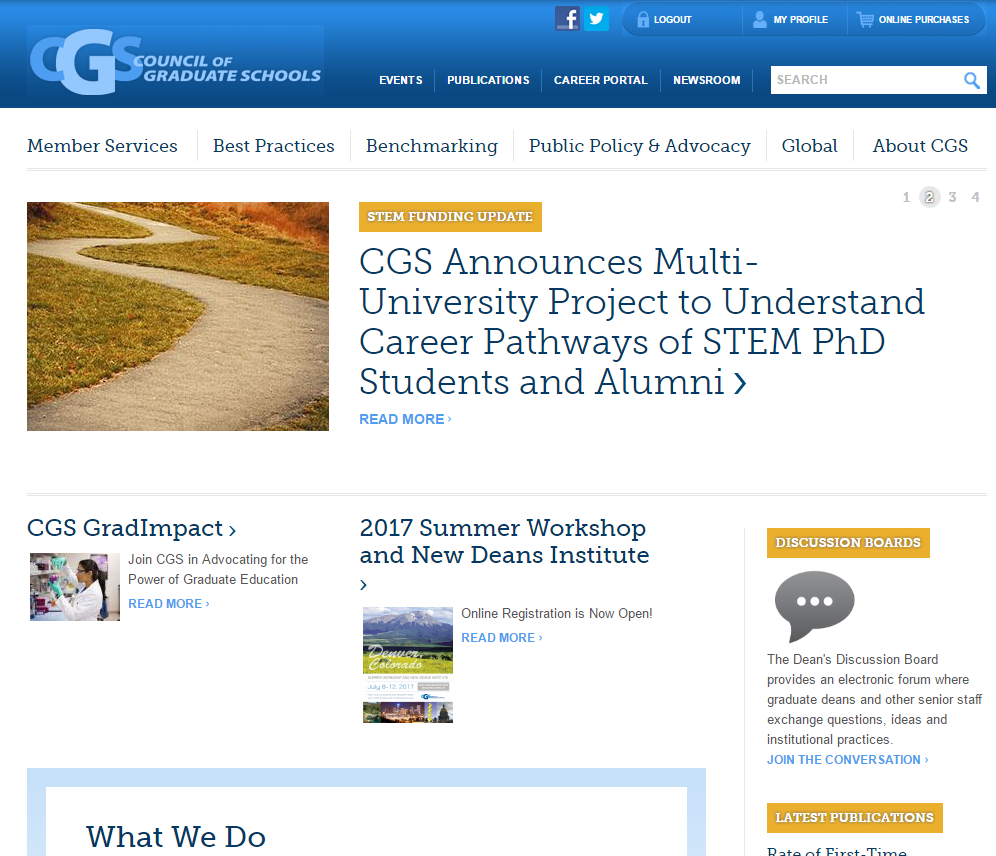 LOGOUT
MY PROFILE
ONLINE PURCHASES
CGS COUNCIL OF
GRADUATE SCHOOLS
EVENTS
PUBLICATIONS
CAREER PORTAL
NEWSROOM
SEARCH
Member Services
Best Practices
Benchmarking
Public Policy & Advocacy
Global
About CGS
1 2 3 4
STEM FUNDING UPDATE
CGS Announces Multi-
University Project to Understand
Career Pathways of STEM PhD
Students and Alumni ›
READ MORE ›
CGS GradImpact ›
Join CGS in Advocating for the
Power of Graduate Education
READ MORE ›
2017 Summer Workshop
and New Deans Institute
›
Denver,
Colorado
SUMMER WORKSHOP AND NEW DEANS INSTITUTE
July 8-12, 2017
Online Registration is Now Open!
READ MORE ›
DISCUSSION BOARDS
The Dean's Discussion Board
provides an electronic forum where
graduate deans and other senior staff
exchange questions, ideas and
institutional practices.
JOIN THE CONVERSATION ›
LATEST PUBLICATIONS
Rate of First-Time
What We Do